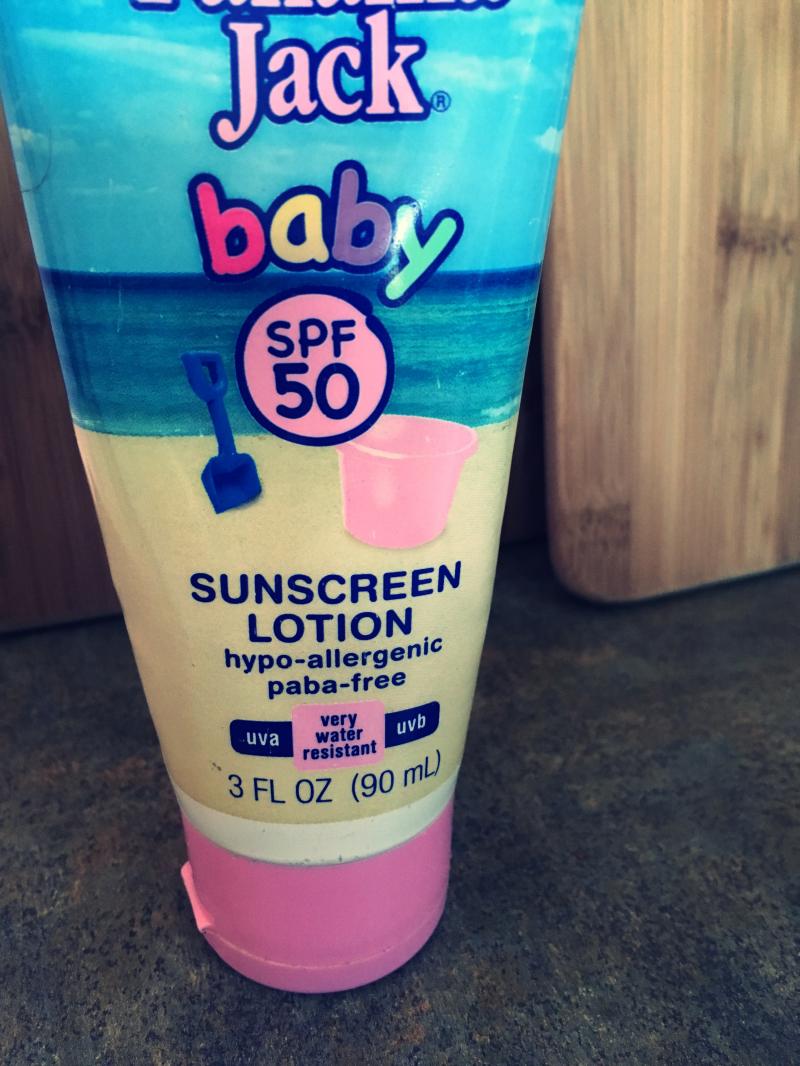 Panama
Jack®
baby
SPF
50
SUNSCREEN
LOTION
hypo-allergenic
paba-free
uva very water resistant uvb
3 FL OZ (90 mL)